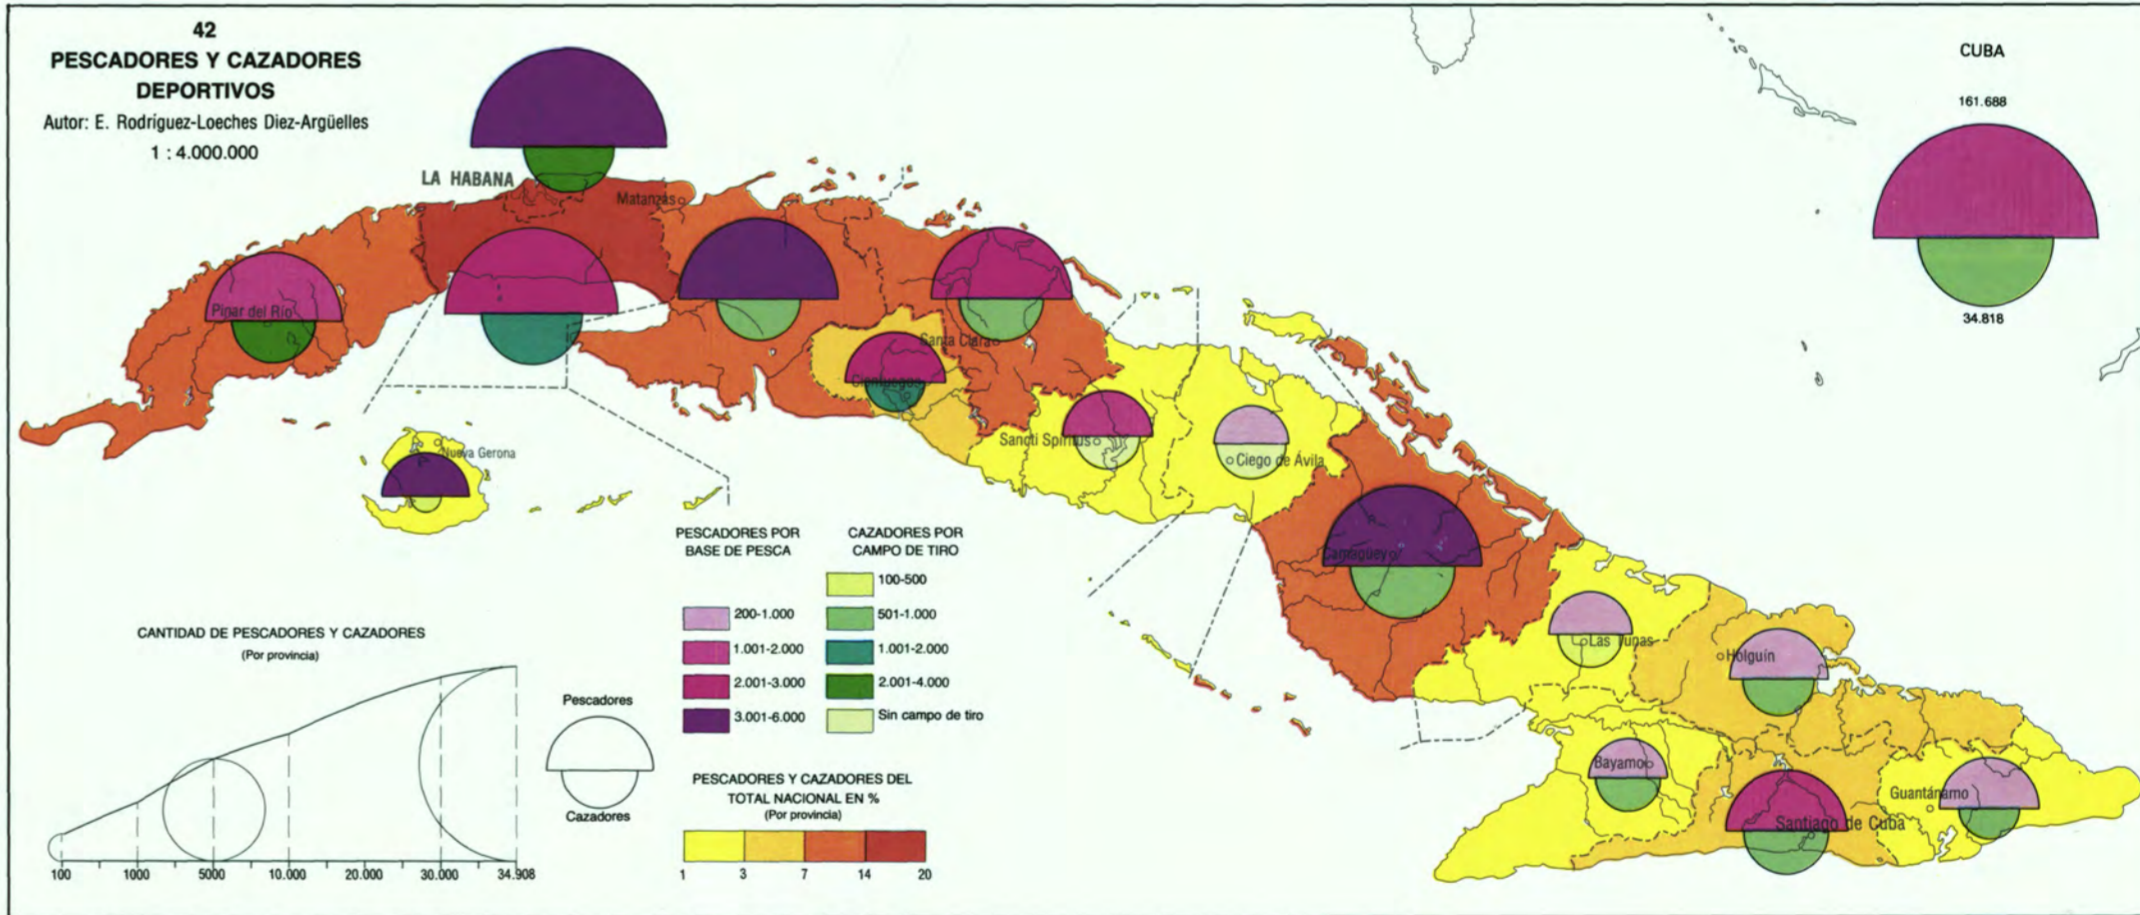 42
PESCADORES Y CAZADORES
DEPORTIVOS
Autor: E. Rodríguez-Loeches Diez-Argüelles
1 : 4.000.000
CUBA
161.688
34.818
LA HABANA
Matanzas
Pinar del Río
Santa Clara
Cienfuegos
Nueva Gerona
Sancti Spíritus
Ciego de Ávila
Camagüey
Las Tunas
Holguín
Bayamo
Guantánamo
Santiago de Cuba
PESCADORES POR
BASE DE PESCA
200-1.000
1.001-2.000
2.001-3.000
3.001-6.000
CAZADORES POR
CAMPO DE TIRO
100-500
501-1.000
1.001-2.000
2.001-4.000
Sin campo de tiro
CANTIDAD DE PESCADORES Y CAZADORES
(Por provincia)
100 1000 5000 10.000 20.000 30.000 34.908
Pescadores
Cazadores
PESCADORES Y CAZADORES DEL
TOTAL NACIONAL EN %
(Por provincia)
1 3 7 14 20